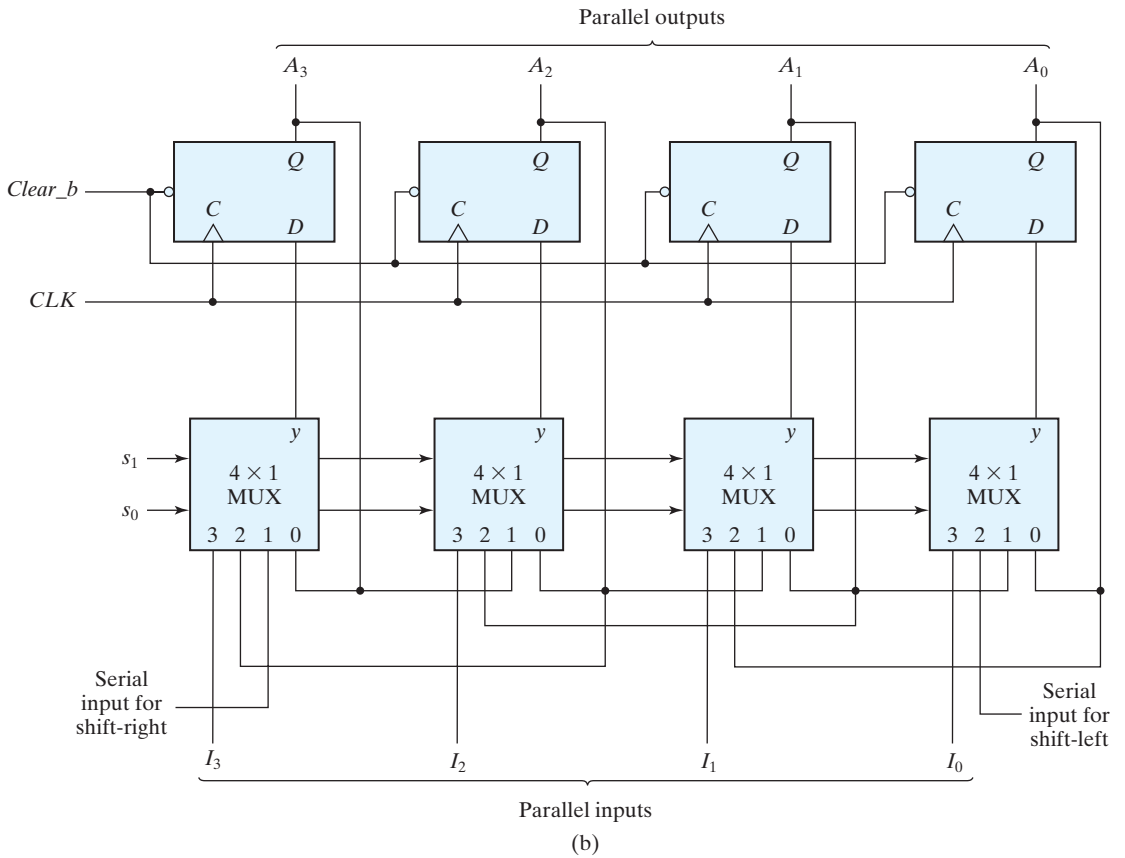 Parallel outputs
A3 A2 A1 A0
Q Q Q Q
Clear_b
C C C C
D D D D
CLK
y y y y
s1
4 × 1 4 × 1 4 × 1 4 × 1
MUX MUX MUX MUX
s0
3 2 1 0 3 2 1 0 3 2 1 0 3 2 1 0
Serial
input for
shift-right
Serial
input for
shift-left
I3 I2 I1 I0
Parallel inputs
(b)